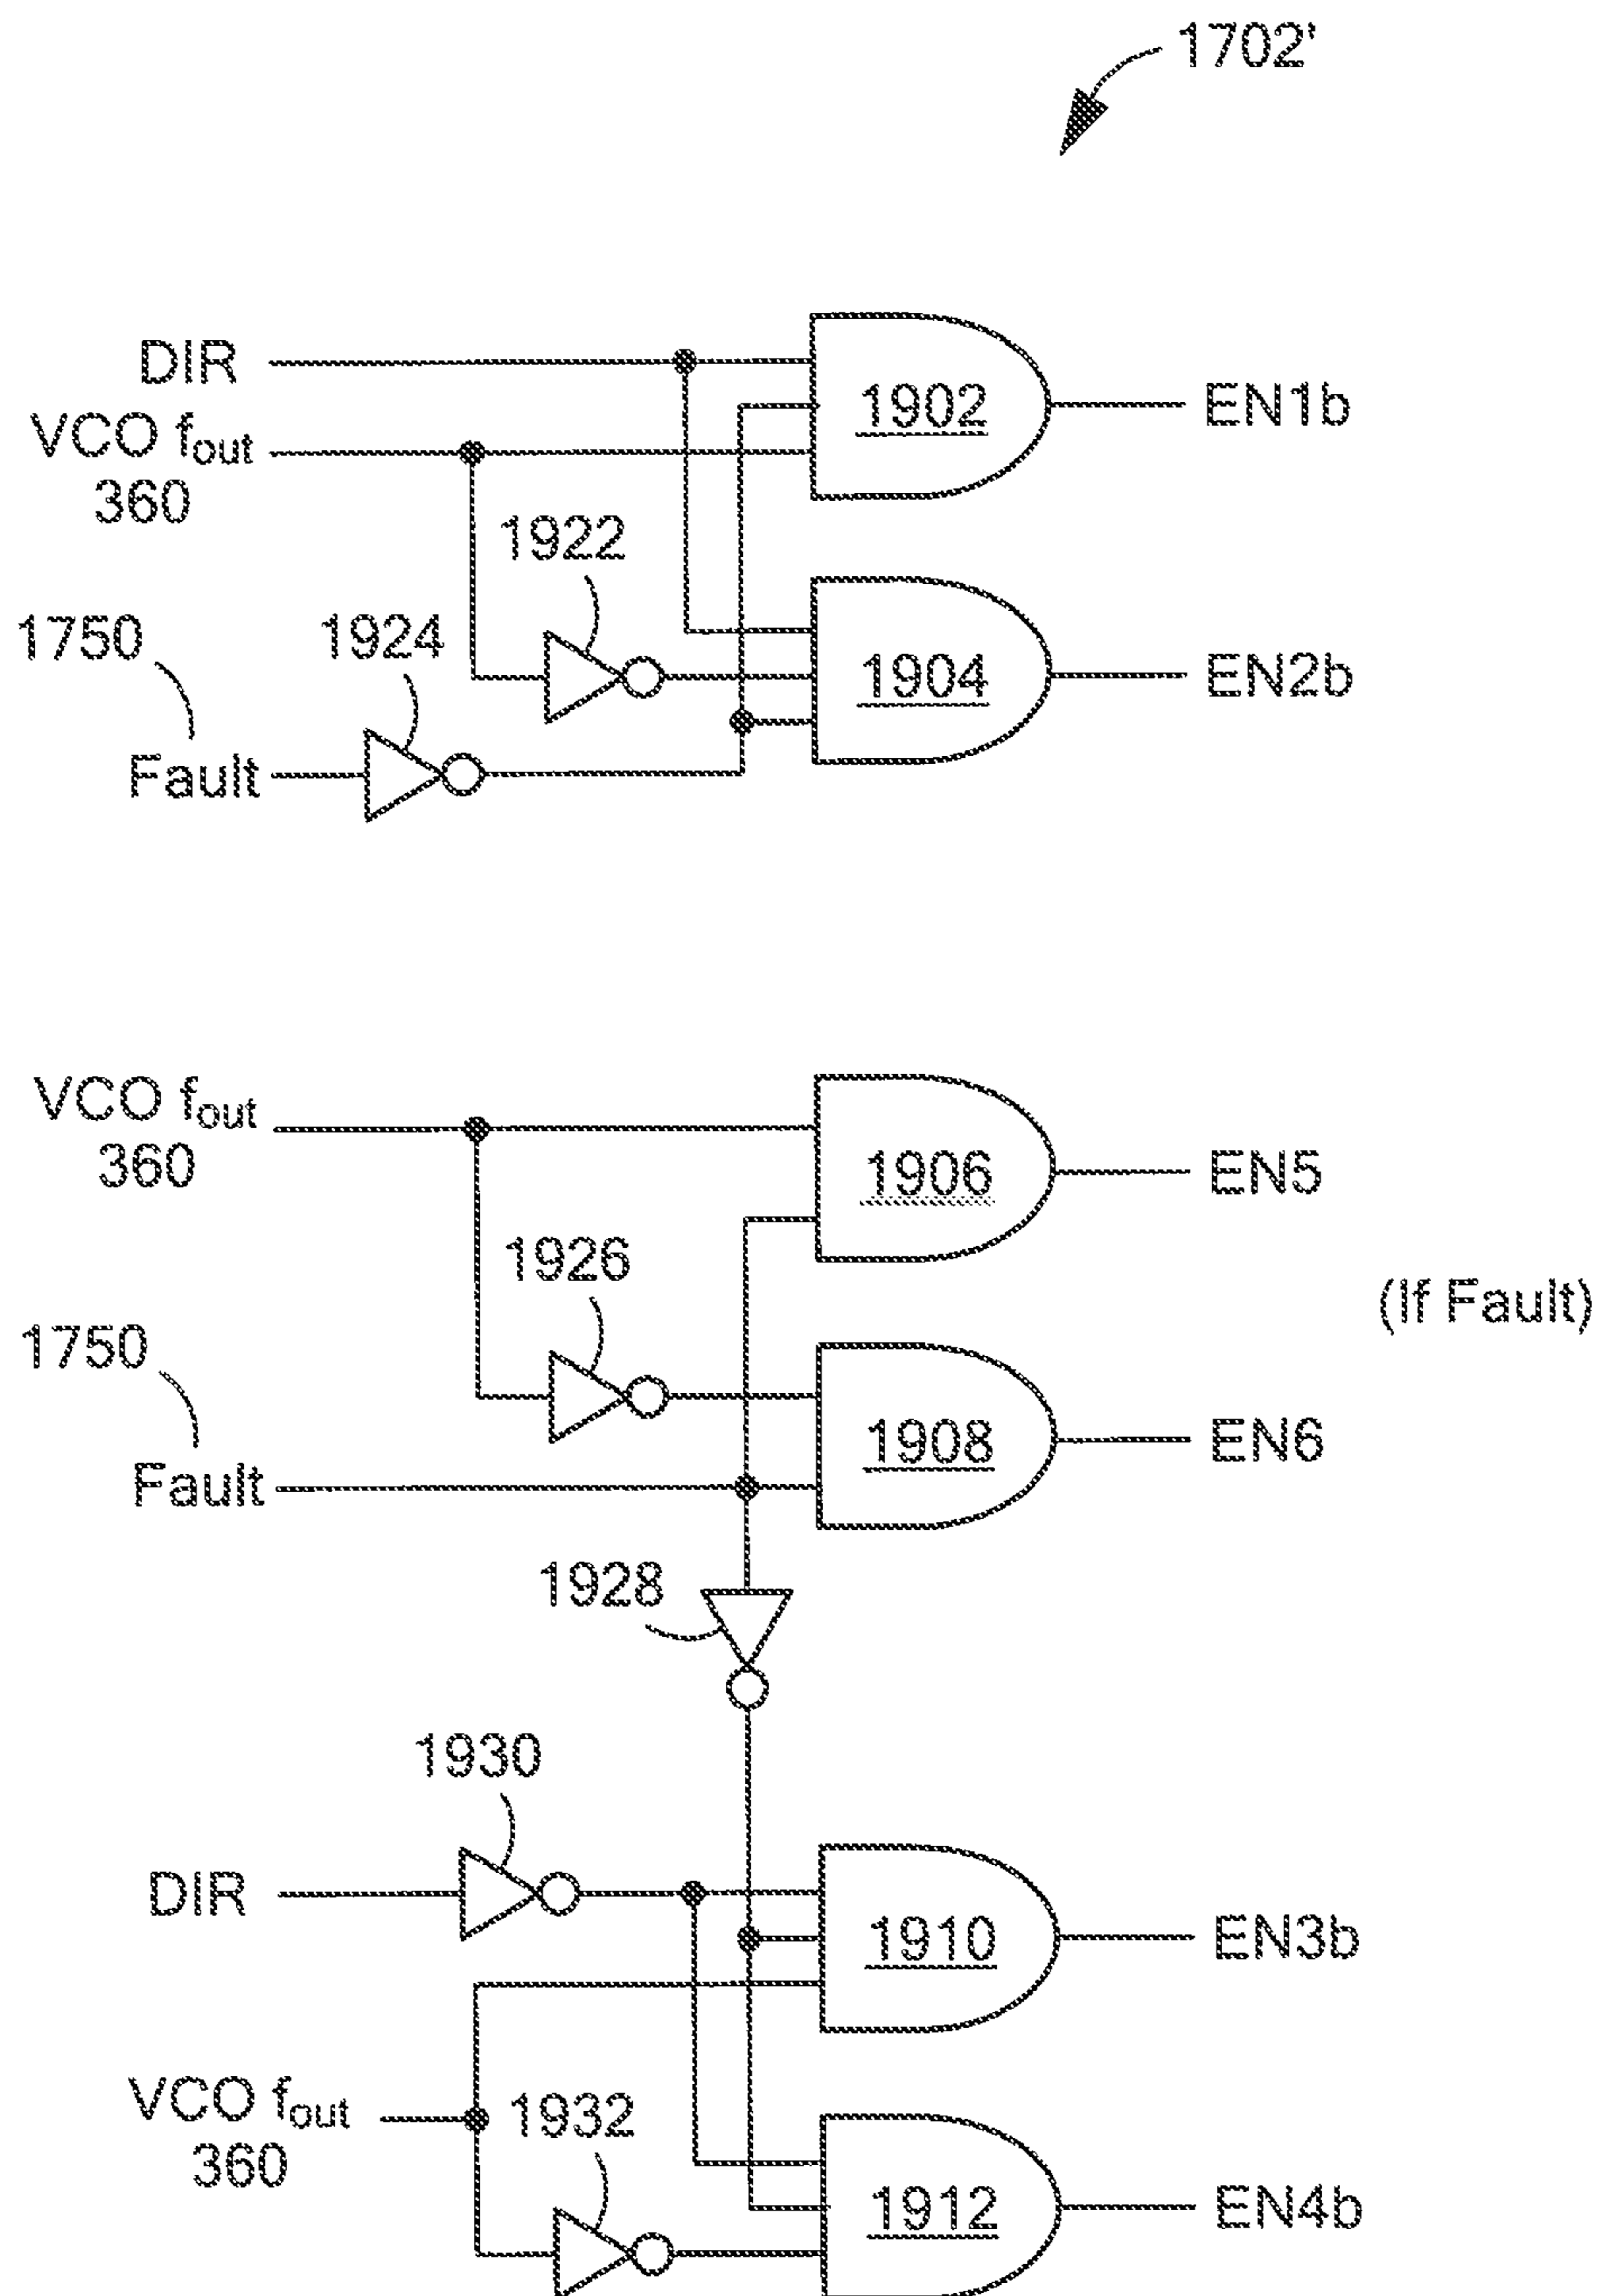 1702'
DIR
1902
EN1b
VCO fout
360
1922
1750
1924
1904
EN2b
Fault
VCO fout
360
1906
EN5
1926
(If Fault)
1750
1908
EN6
Fault
1928
1930
DIR
1910
EN3b
VCO fout
360
1932
1912
EN4b